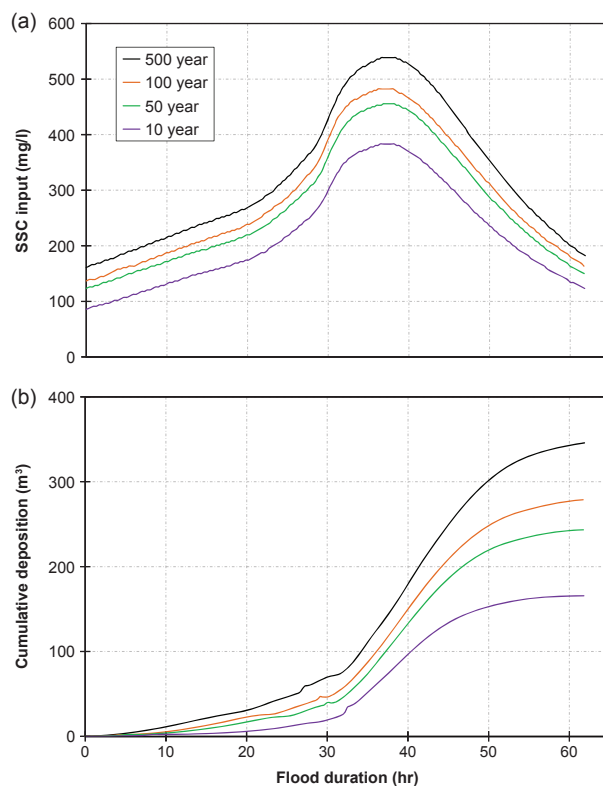 (a)
600
500
400
300
200
100
0
SSC input (mg/l)
500 year
100 year
50 year
10 year
(b)
400
300
200
100
0
Cumulative deposition (m³)
0 10 20 30 40 50 60
Flood duration (hr)